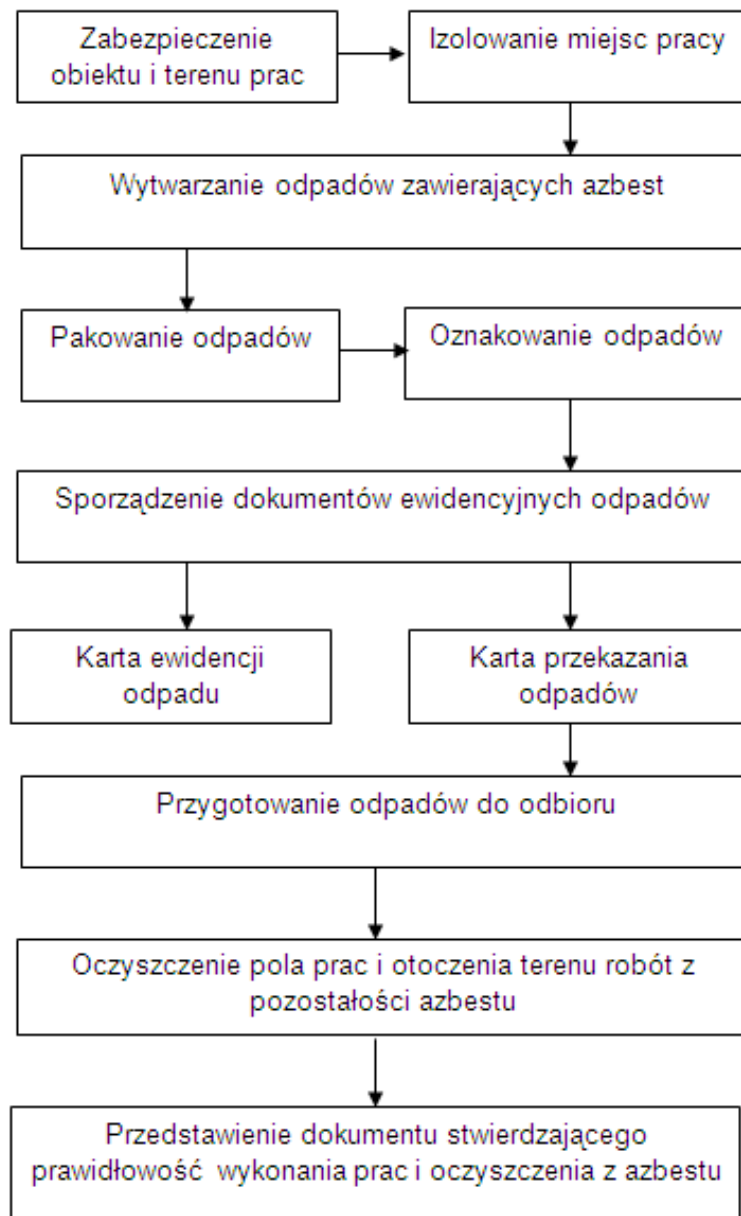 Zabezpieczenie
obiektu i terenu prac
Izolowanie miejsc pracy
Wytwarzanie odpadów zawierających azbest
Pakowanie odpadów
Oznakowanie odpadów
Sporządzenie dokumentów ewidencyjnych odpadów
Karta ewidencji
odpadu
Karta przekazania
odpadów
Przygotowanie odpadów do odbioru
Oczyszczenie pola prac i otoczenia terenu robót z
pozostałości azbestu
Przedstawienie dokumentu stwierdzającego
prawidłowość wykonania prac i oczyszczenia z azbestu